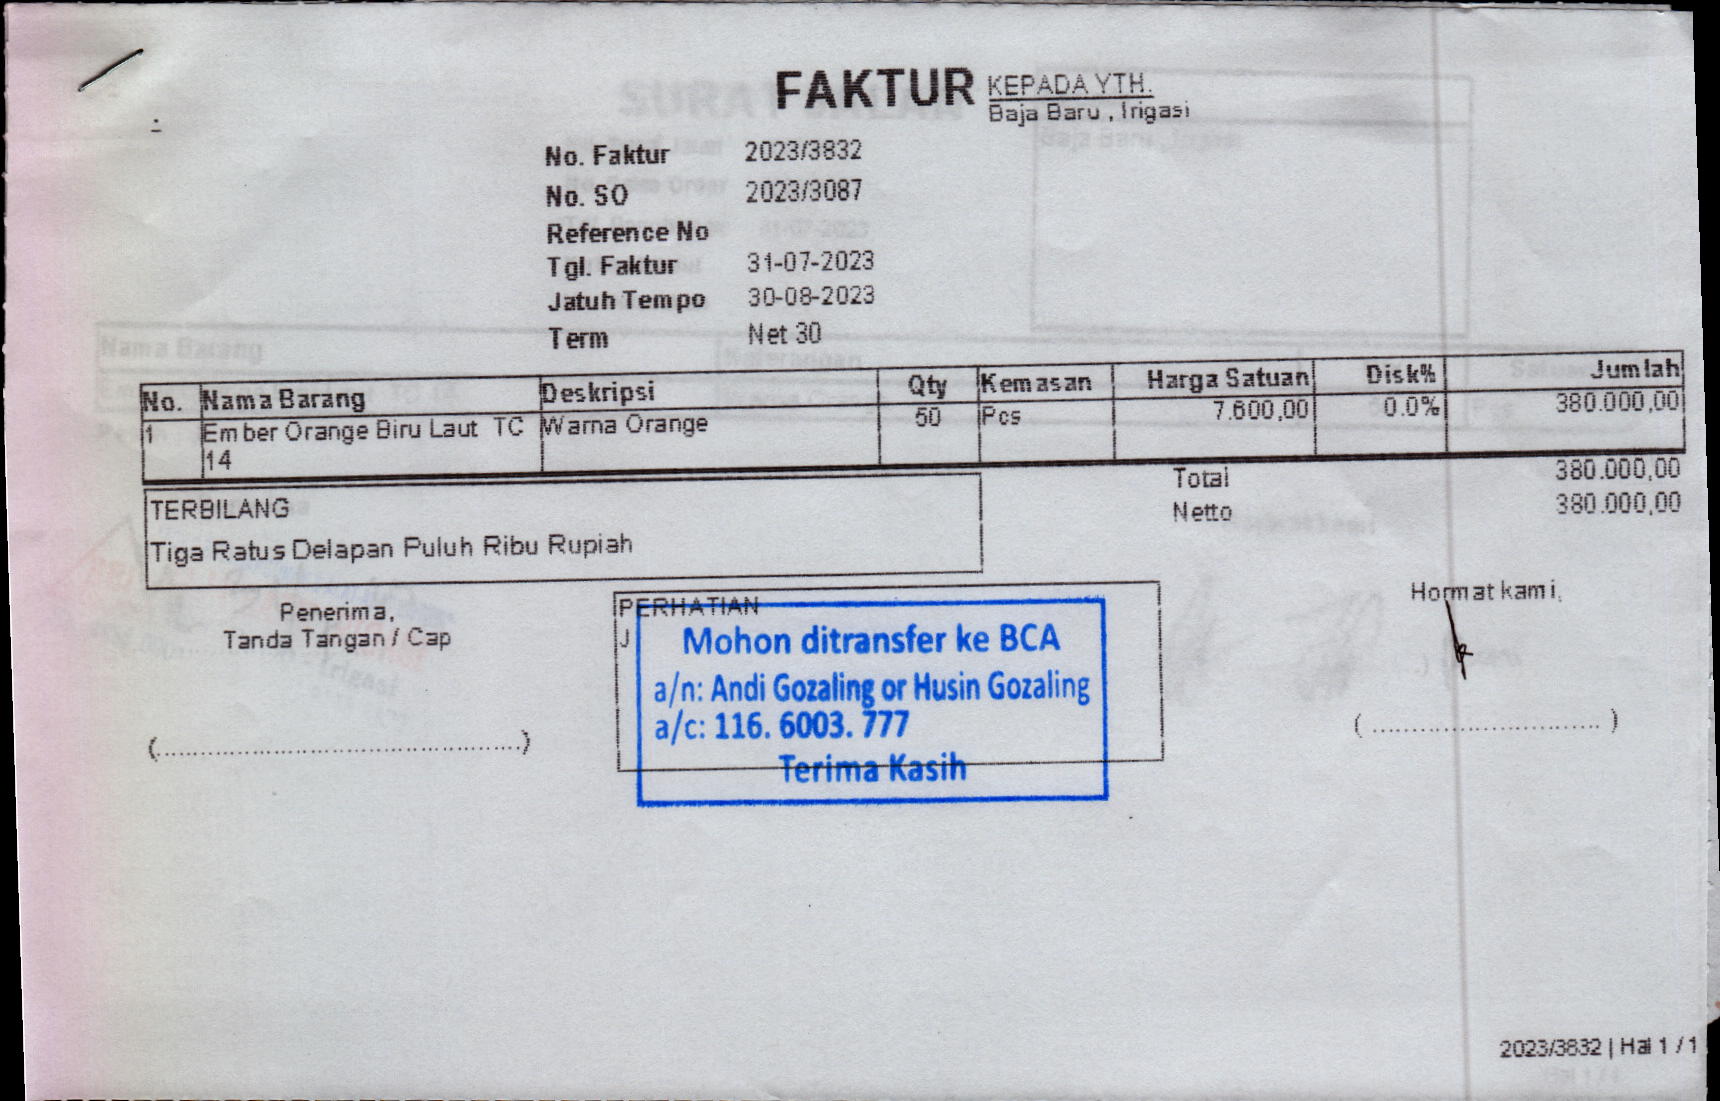 FAKTUR
KEPADA YTH.
Baja Baru , Irigasi
No. Faktur 2023/3832
No. SO 2023/3087
Reference No
Tgl. Faktur 31-07-2023
Jatuh Tempo 30-08-2023
Term Net 30
No. Nama Barang Deskripsi Qty Kemasan Harga Satuan Disk% Jumlah
1 Ember Orange Biru Laut TC 14 Warna Orange 50 Pcs 7.600,00 0.0% 380.000,00
Total 380.000,00
Netto 380.000,00
TERBILANG
Tiga Ratus Delapan Puluh Ribu Rupiah
Penerima,
Tanda Tangan / Cap
(..............................................)
PERHATIAN
J
Mohon ditransfer ke BCA
a/n: Andi Gozaling or Husin Gozaling
a/c: 116. 6003. 777
Terima Kasih
Hormat kami,
( ............................. )
2023/3832 | Hal 1 / 1